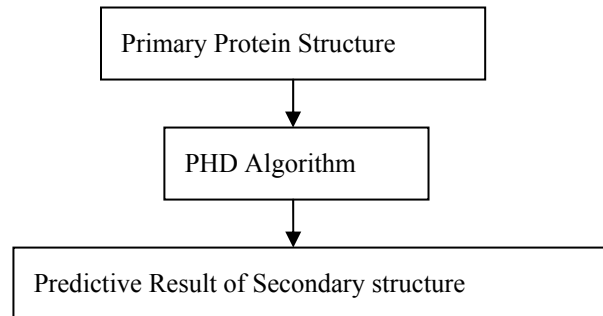 Primary Protein Structure
PHD Algorithm
Predictive Result of Secondary structure